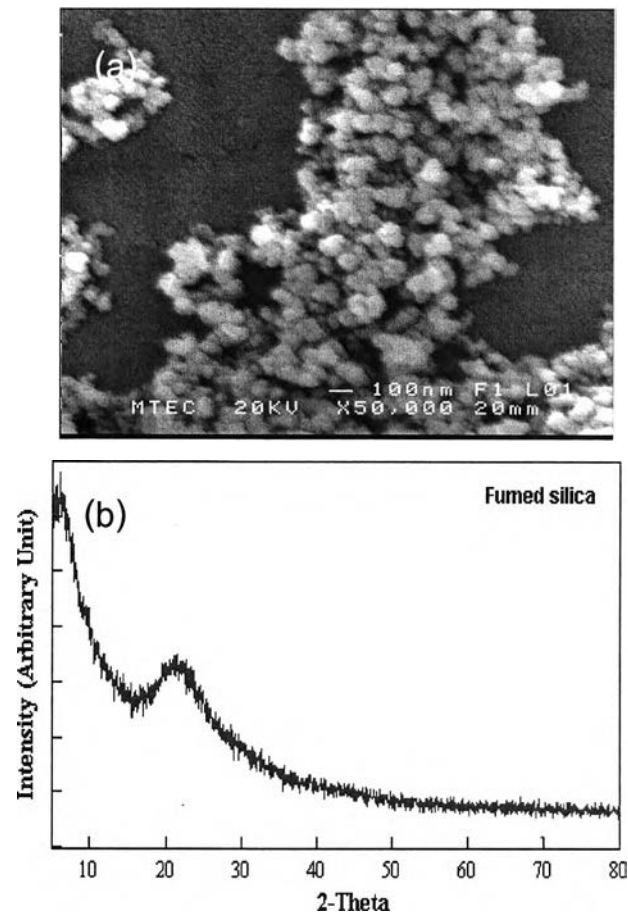 (a)
100nm F1 L01
MTEC 20KV X50,000 20mm
(b)
Fumed silica
Intensity (Arbitrary Unit)
10 20 30 40 50 60 70 80
2-Theta